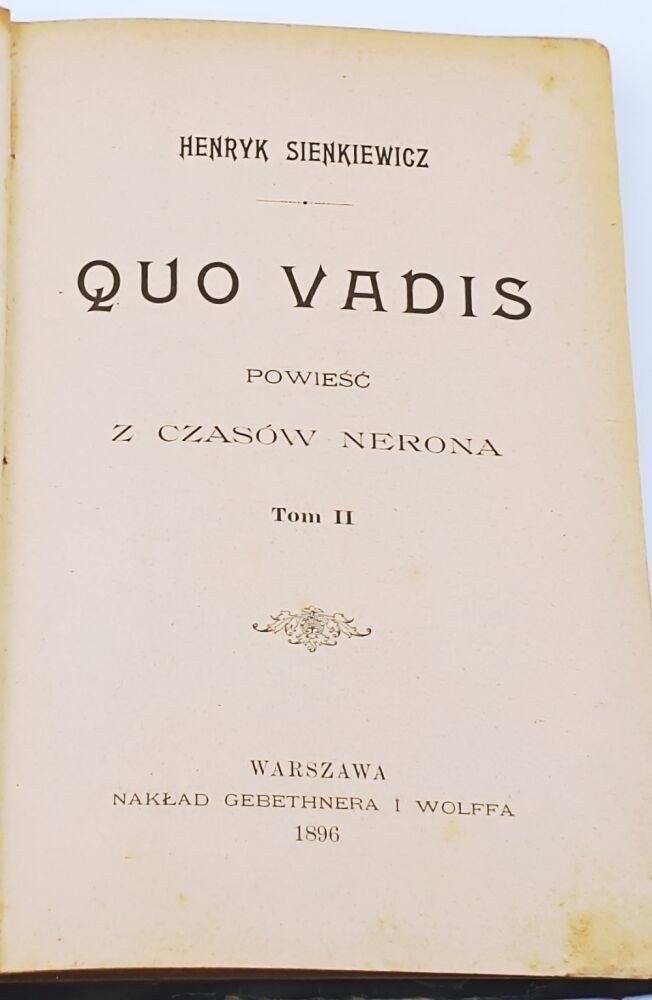 HENRYK SIENKIEWICZ
QUO VADIS
POWIEŚĆ
Z CZASÓW NERONA
Tom II
WARSZAWA
NAKŁAD GEBETHNERA I WOLFFA
1896